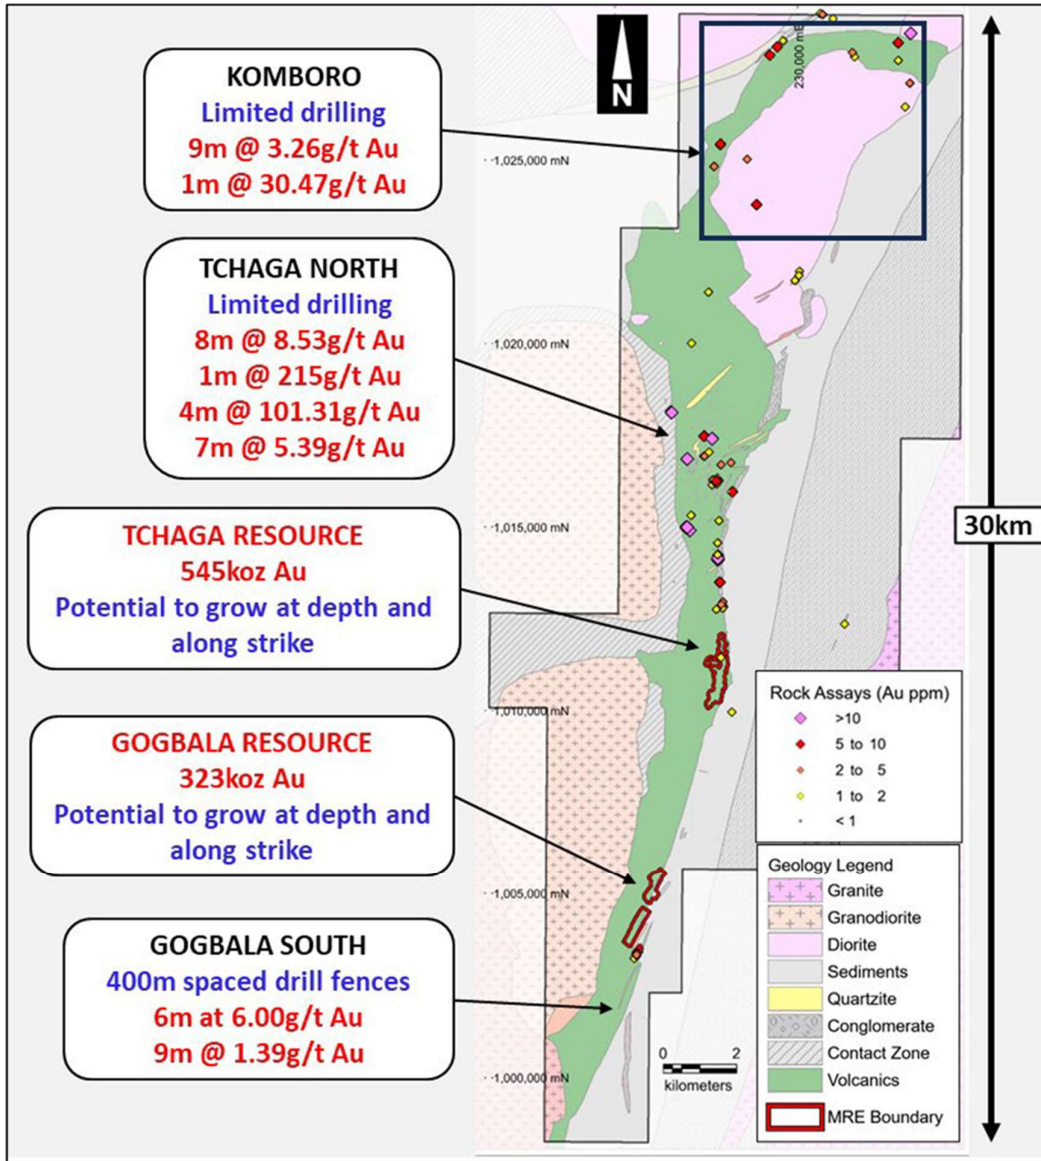 KOMBORO
Limited drilling
9m @ 3.26g/t Au
1m @ 30.47g/t Au
TCHAGA NORTH
Limited drilling
8m @ 8.53g/t Au
1m @ 215g/t Au
4m @ 101.31g/t Au
7m @ 5.39g/t Au
TCHAGA RESOURCE
545koz Au
Potential to grow at depth and
along strike
GOGBALA RESOURCE
323koz Au
Potential to grow at depth and
along strike
GOGBALA SOUTH
400m spaced drill fences
6m at 6.00g/t Au
9m @ 1.39g/t Au
N
230,000 mE
1,025,000 mN
1,020,000 mN
1,015,000 mN
1,010,000 mN
1,005,000 mN
1,000,000 mN
30km
Rock Assays (Au ppm)
>10
5 to 10
2 to 5
1 to 2
< 1
Geology Legend
Granite
Granodiorite
Diorite
Sediments
Quartzite
Conglomerate
Contact Zone
Volcanics
MRE Boundary
0 2
kilometers